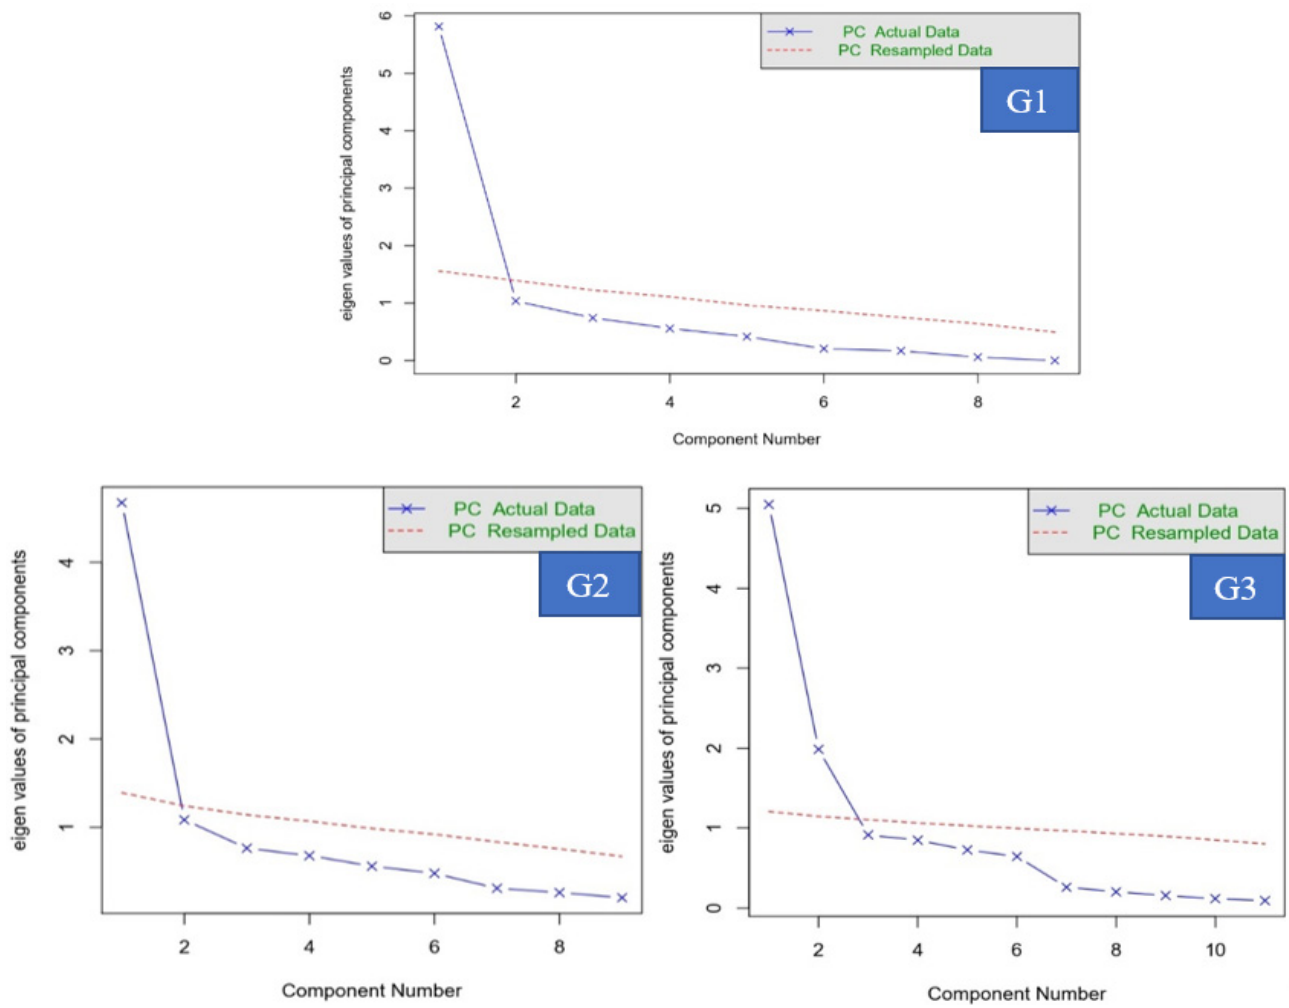 PC Actual Data
PC Resampled Data
G1
eigen values of principal components
6
5
4
3
2
1
0
2
4
6
8
Component Number
PC Actual Data
PC Resampled Data
G2
eigen values of principal components
4
3
2
1
2
4
6
8
Component Number
PC Actual Data
PC Resampled Data
G3
eigen values of principal components
5
4
3
2
1
0
2
4
6
8
10
Component Number